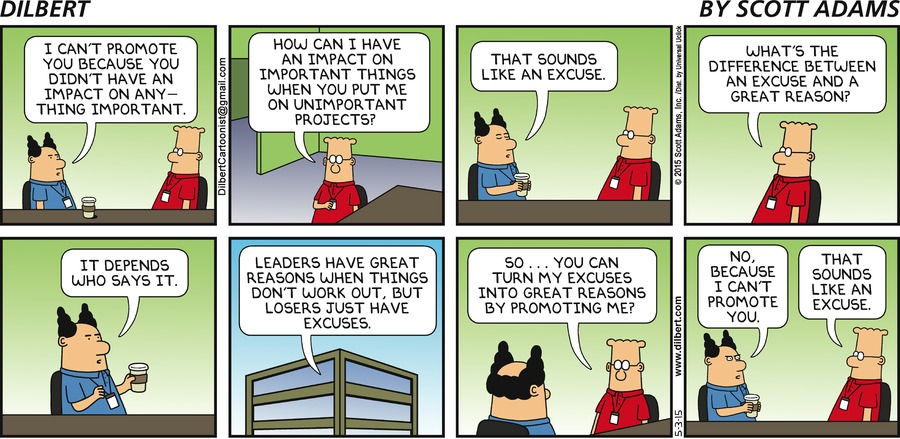 DILBERT
BY SCOTT ADAMS
I CAN'T PROMOTE
YOU BECAUSE YOU
DIDN'T HAVE AN
IMPACT ON ANY—
THING IMPORTANT.
DilbertCartoonist@gmail.com
HOW CAN I HAVE
AN IMPACT ON
IMPORTANT THINGS
WHEN YOU PUT ME
ON UNIMPORTANT
PROJECTS?
THAT SOUNDS
LIKE AN EXCUSE.
© 2015 Scott Adams, Inc. /Dist. by Universal Uclick
WHAT'S THE
DIFFERENCE BETWEEN
AN EXCUSE AND A
GREAT REASON?
IT DEPENDS
WHO SAYS IT.
LEADERS HAVE GREAT
REASONS WHEN THINGS
DON'T WORK OUT, BUT
LOSERS JUST HAVE
EXCUSES.
SO . . . YOU CAN
TURN MY EXCUSES
INTO GREAT REASONS
BY PROMOTING ME?
www.dilbert.com
5-3-15
NO,
BECAUSE
I CAN'T
PROMOTE
YOU.
THAT
SOUNDS
LIKE AN
EXCUSE.